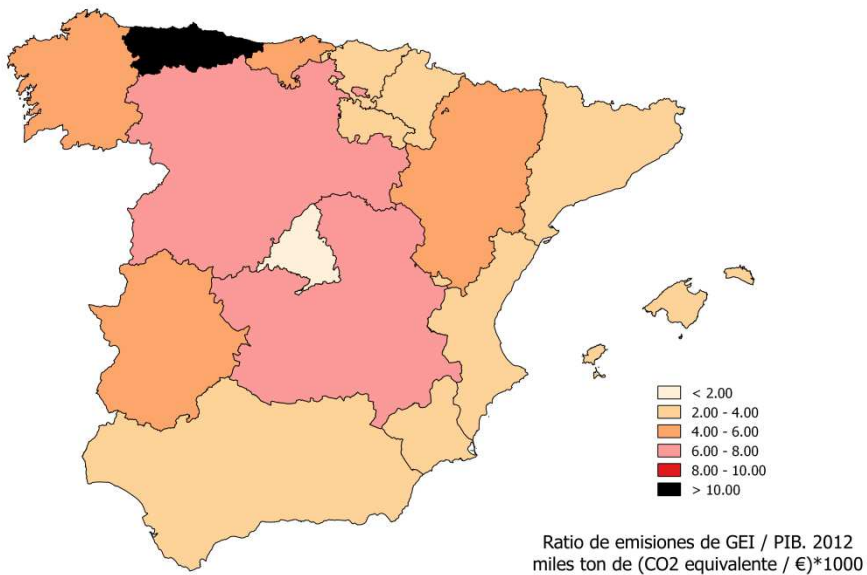 < 2.00
2.00 - 4.00
4.00 - 6.00
6.00 - 8.00
8.00 - 10.00
> 10.00
Ratio de emisiones de GEI / PIB. 2012
miles ton de (CO2 equivalente / €)*1000